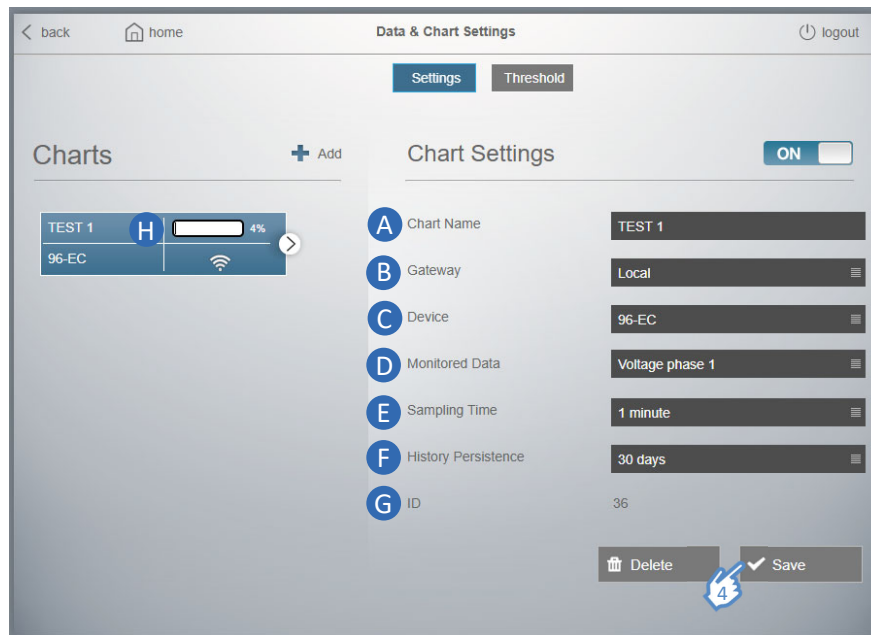 back home Data & Chart Settings logout
Settings Threshold
Charts Add Chart Settings ON
TEST 1 H 4% A Chart Name TEST 1
96-EC B Gateway Local
C Device 96-EC
D Monitored Data Voltage phase 1
E Sampling Time 1 minute
F History Persistence 30 days
G ID 36
Delete Save
4